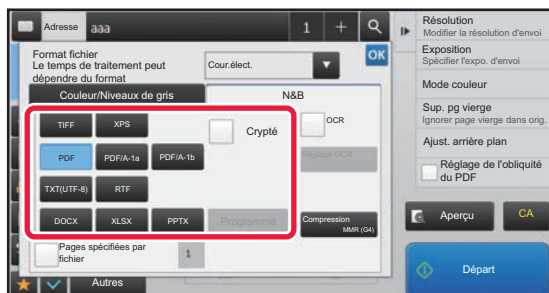 Adresse aaa 1 +
Format fichier
Le temps de traitement peut
dépendre du format
Cour.élect.
OK
Couleur/Niveaux de gris
N&B
TIFF
XPS
Crypté
OCR
PDF
PDF/A-1a
PDF/A-1b
Réglage OCR
TXT(UTF-8)
RTF
DOCX
XLSX
PPTX
Programmé
Compression
MMR (G4)
Pages spécifiées par
fichier
1
Autres
Résolution
Modifier la résolution d'envoi
Exposition
Spécifier l'expo. d'envoi
Mode couleur
Sup. pg vierge
Ignorer page vierge dans orig.
Ajust. arrière plan
Réglage de l'obliquité
du PDF
Aperçu
CA
Départ